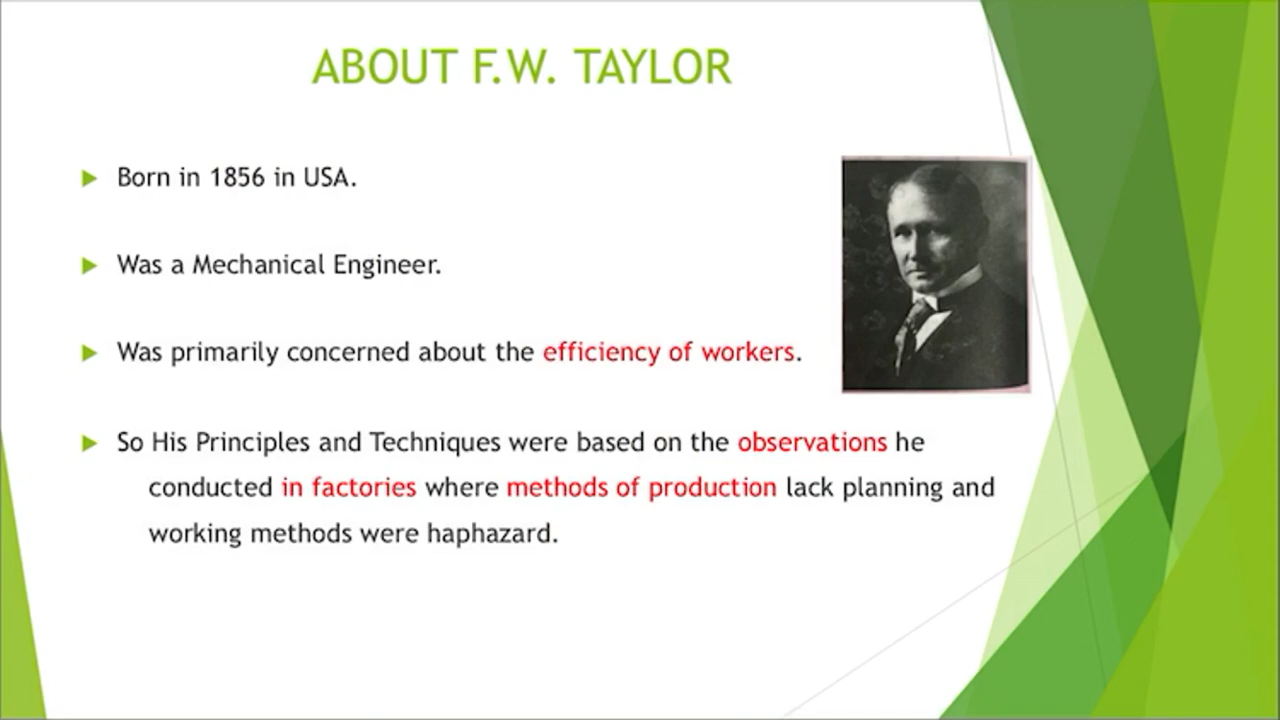 ABOUT F.W. TAYLOR
Born in 1856 in USA.
Was a Mechanical Engineer.
Was primarily concerned about the efficiency of workers.
So His Principles and Techniques were based on the observations he
conducted in factories where methods of production lack planning and
working methods were haphazard.